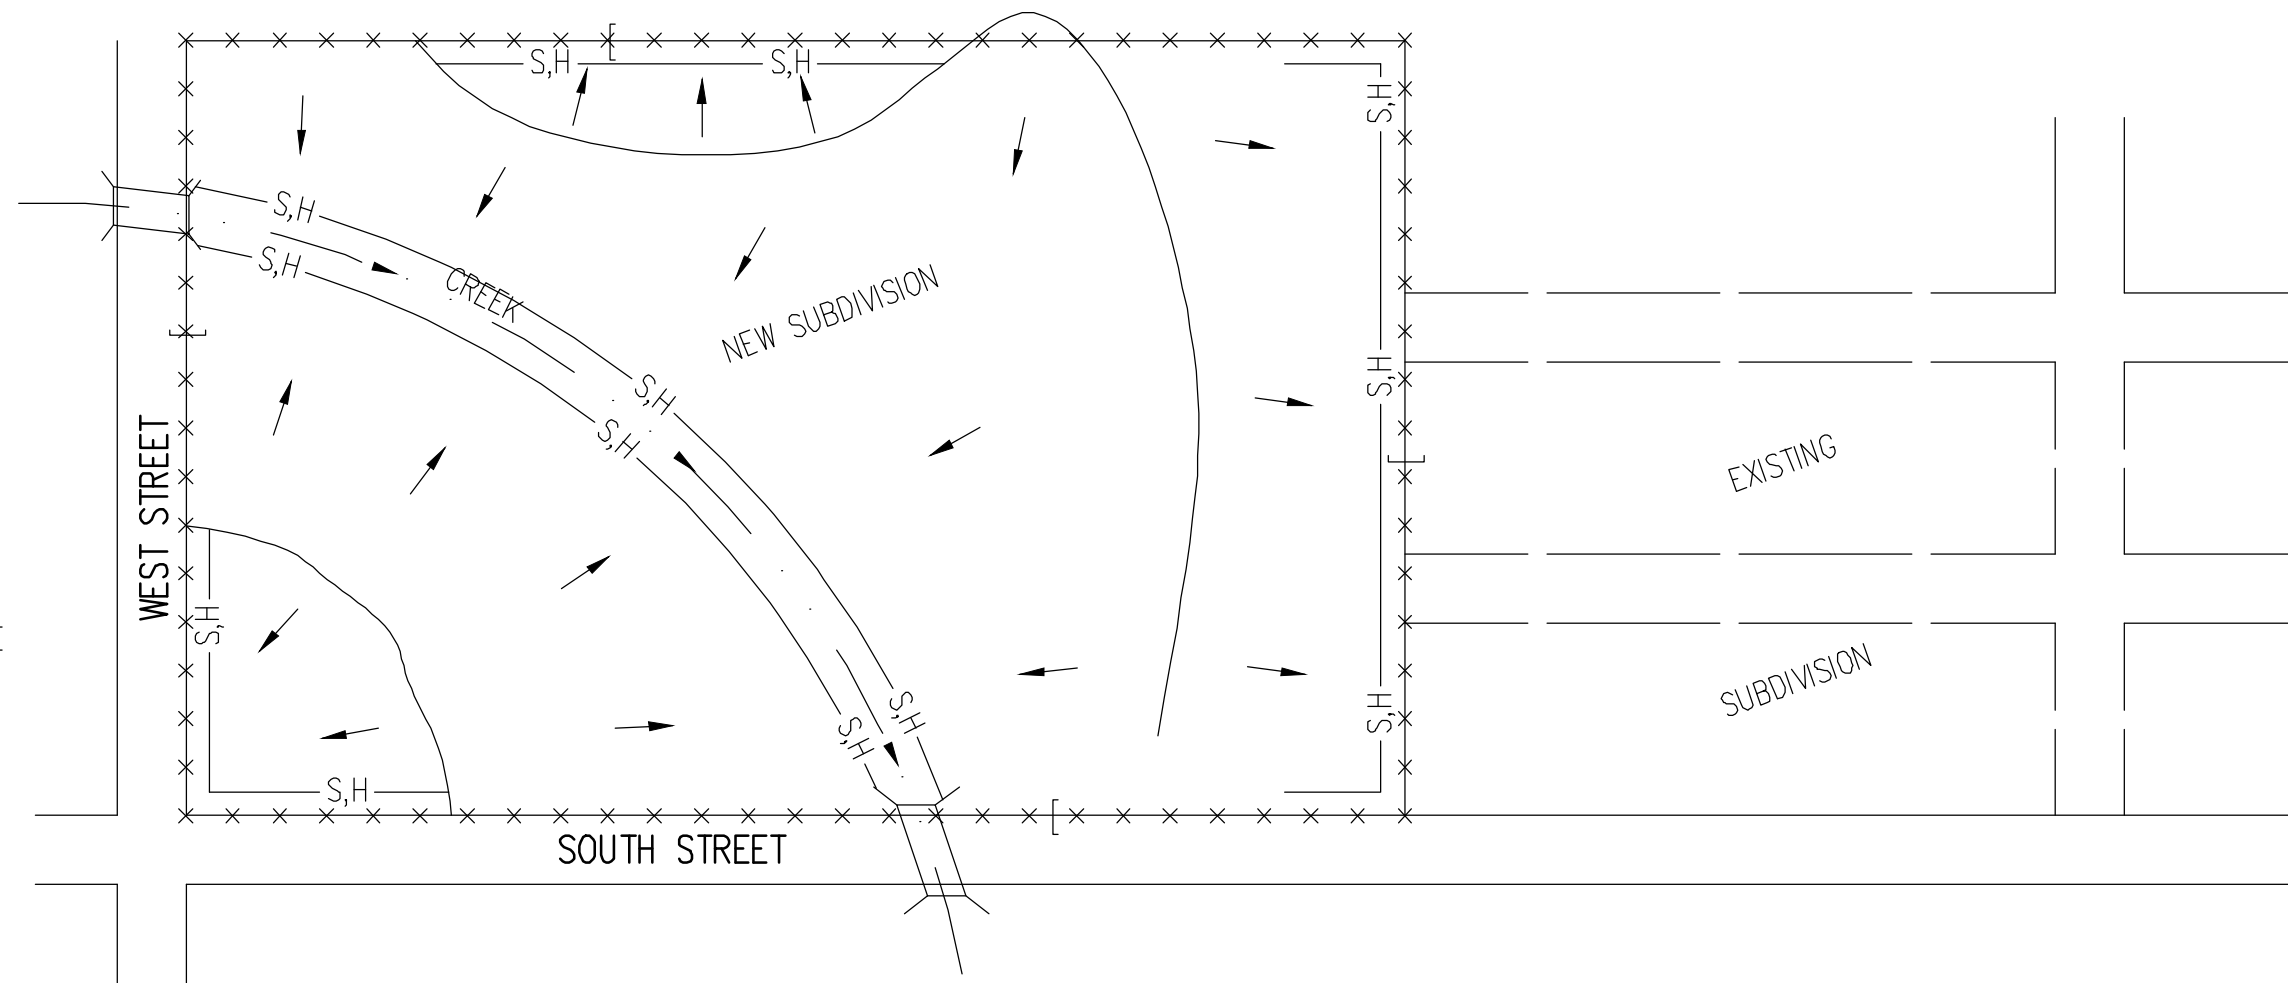 S,H S,H
S,H
S,H
S,H
CREEK
NEW SUBDIVISION
S,H
S,H
S,H
EXISTING
WEST STREET
S,H
SUBDIVISION
S,H
S,H
S,H
S,H
SOUTH STREET